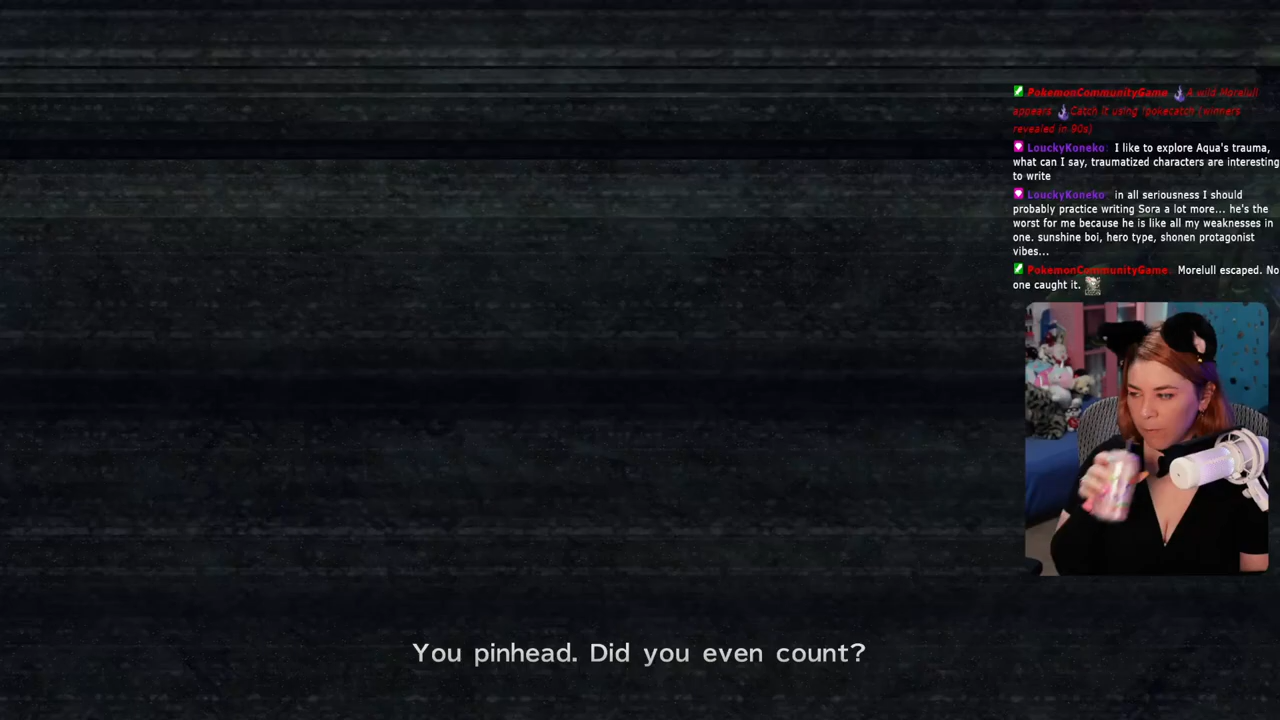 PokemonCommunityGame A wild Morelull
appears Catch it using !pokecatch (winners
revealed in 90s)
LouckyKoneko: I like to explore Aqua's trauma,
what can I say, traumatized characters are interesting
to write
LouckyKoneko: in all seriousness I should
probably practice writing Sora a lot more... he's the
worst for me because he is like all my weaknesses in
one. sunshine boi, hero type, shonen protagonist
vibes...
PokemonCommunityGame: Morelull escaped. No
one caught it.
You pinhead. Did you even count?